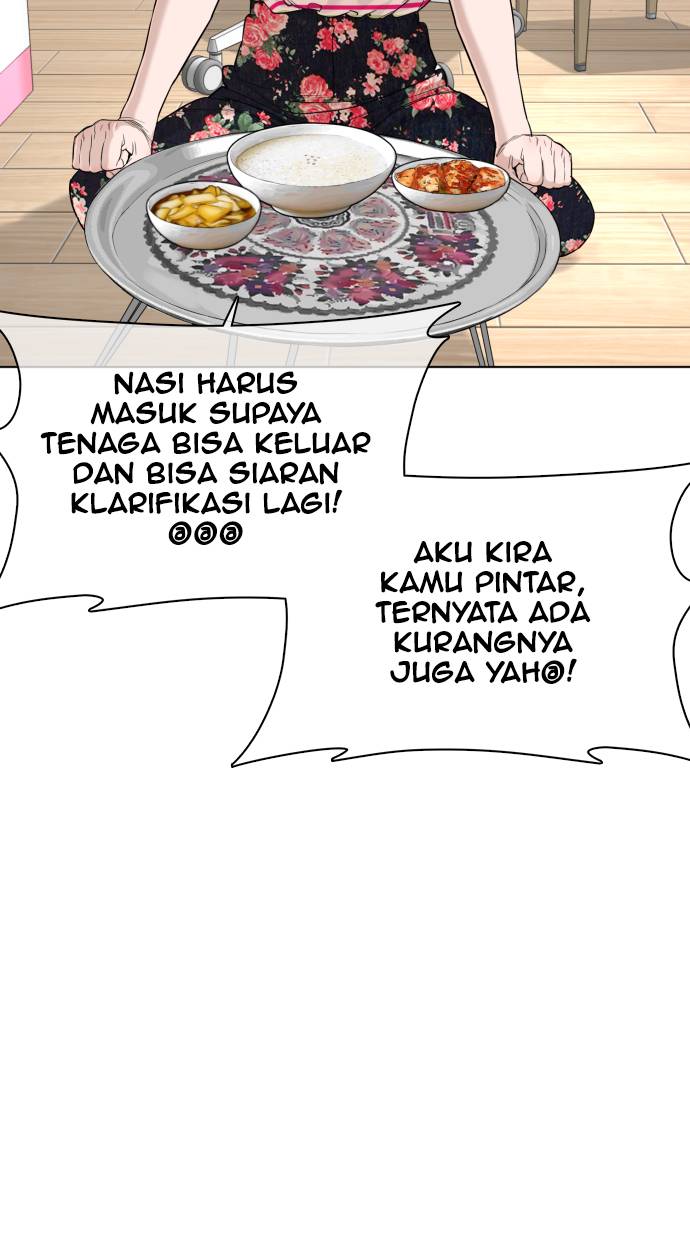 NASI HARUS
MASUK SUPAYA
TENAGA BISA KELUAR
DAN BISA SIARAN
KLARIFIKASI LAGI!
@@@
AKU KIRA
KAMU PINTAR,
TERNYATA ADA
KURANGNYA
JUGA YAH@!